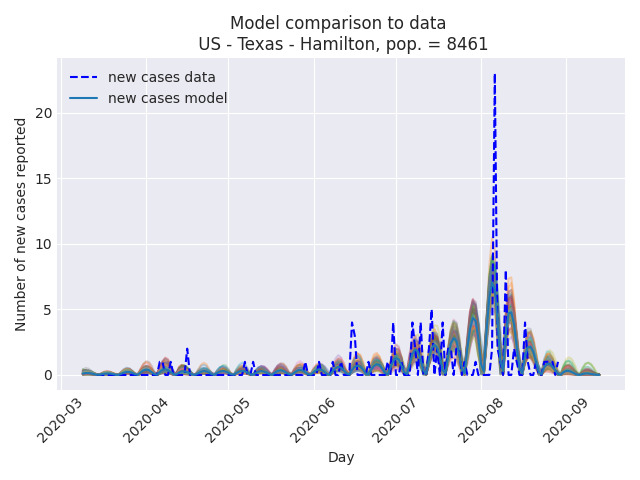 Model comparison to data
US - Texas - Hamilton, pop. = 8461
new cases data
new cases model
Number of new cases reported
20
15
10
5
0
2020-03
2020-04
2020-05
2020-06
2020-07
2020-08
2020-09
Day